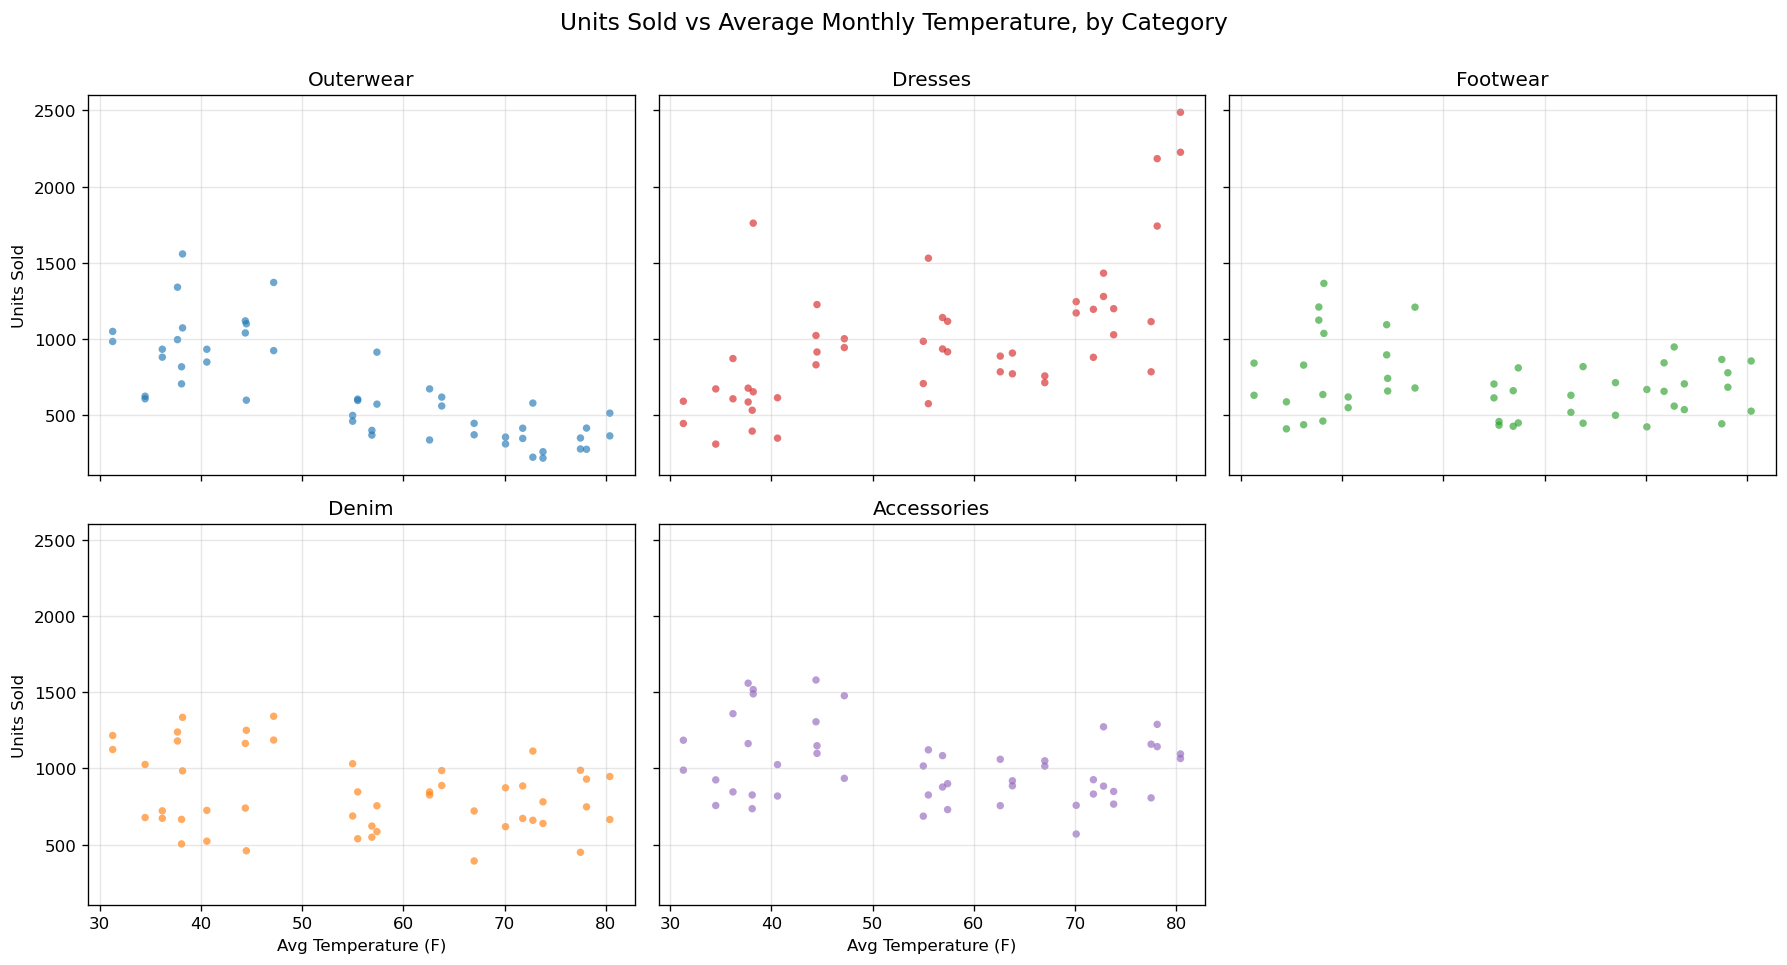 Units Sold vs Average Monthly Temperature, by Category
Outerwear
Dresses
Footwear
2500
2000
1500
1000
500
Units Sold
Denim
Accessories
2500
2000
1500
1000
500
Units Sold
30 40 50 60 70 80
30 40 50 60 70 80
Avg Temperature (F)
Avg Temperature (F)